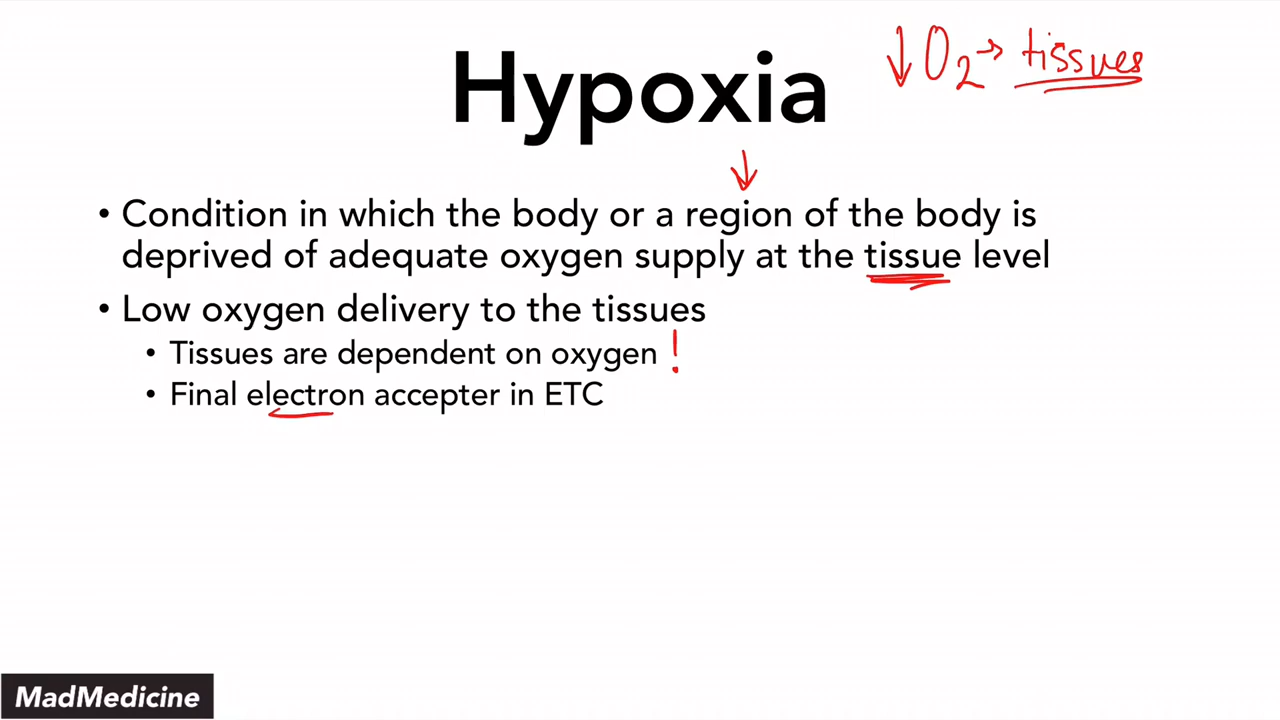 Hypoxia
↓O₂→ tissues
• Condition in which the body or a region of the body is
deprived of adequate oxygen supply at the tissue level
• Low oxygen delivery to the tissues
• Tissues are dependent on oxygen !
• Final electron accepter in ETC
MadMedicine